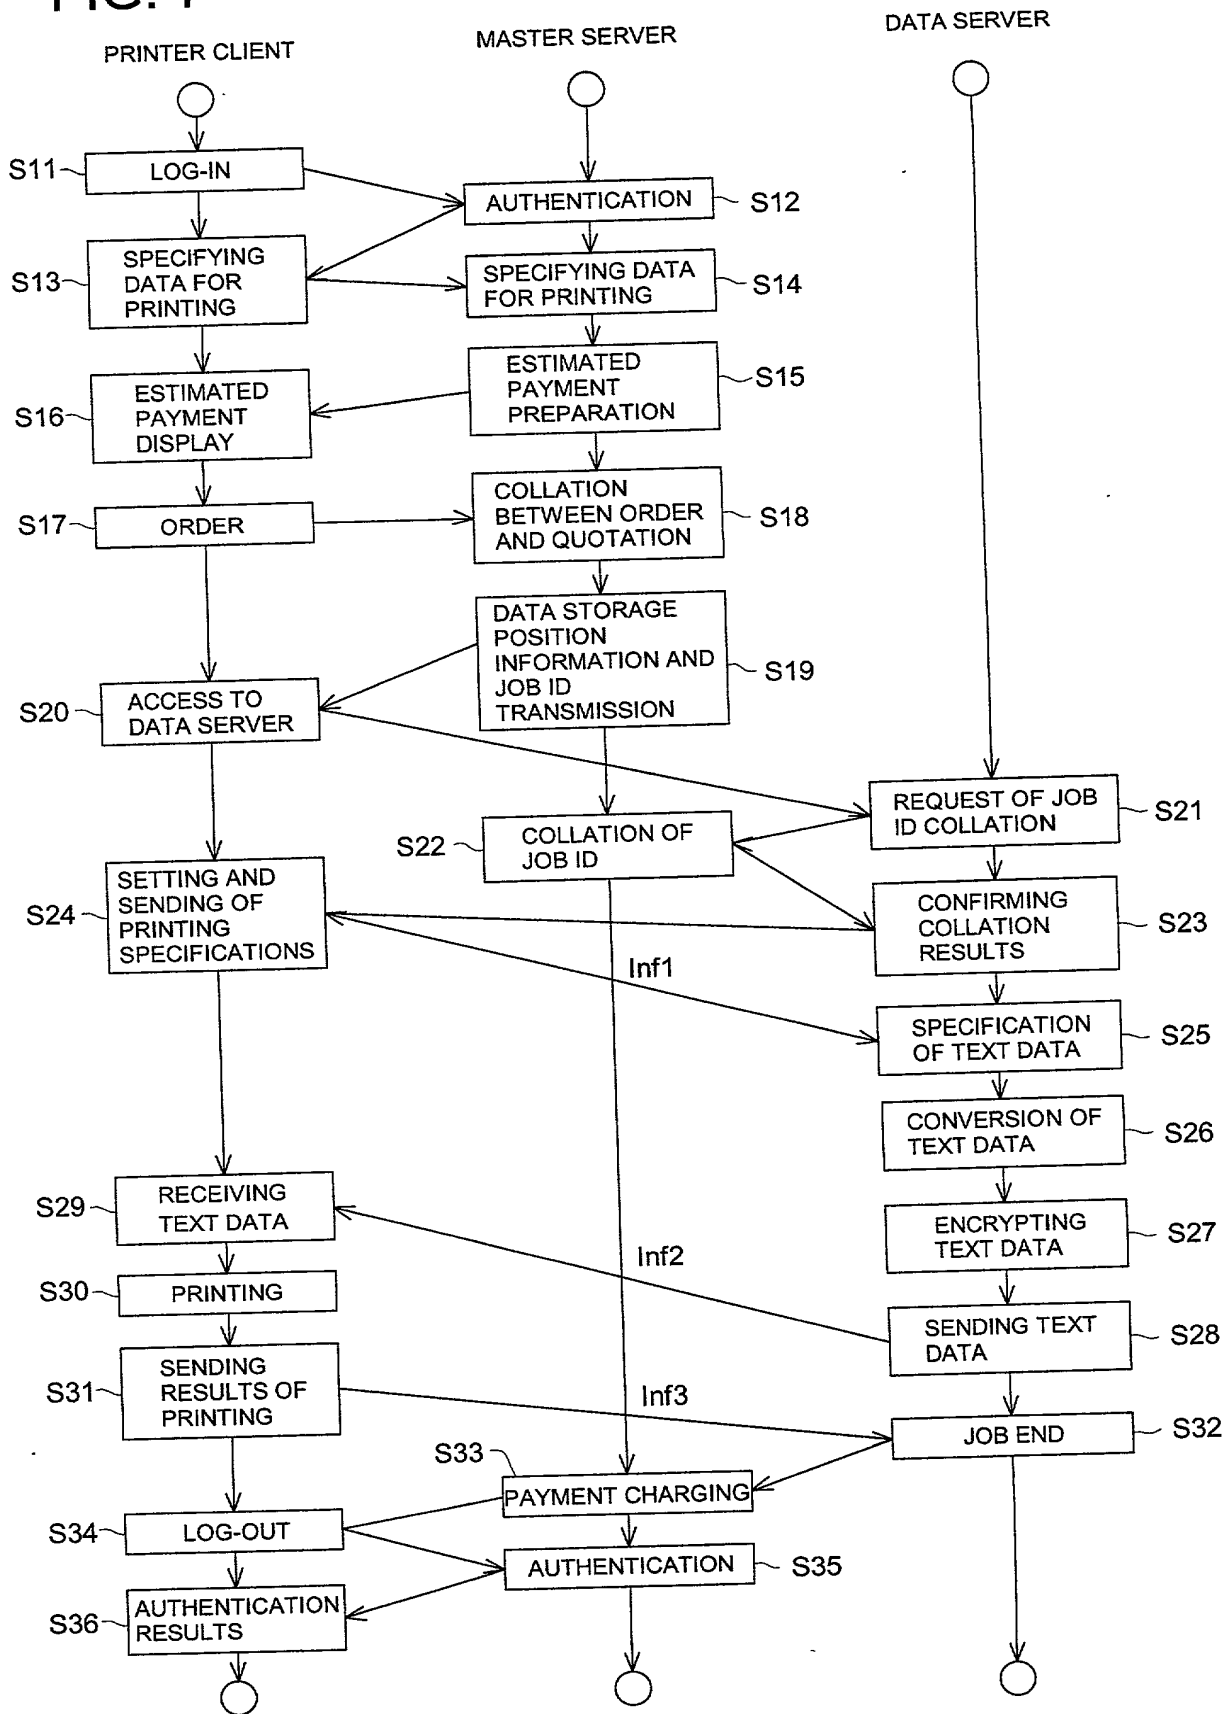 PRINTER CLIENT
MASTER SERVER
DATA SERVER
S11
LOG-IN
AUTHENTICATION
S12
S13
SPECIFYING
DATA FOR
PRINTING
SPECIFYING DATA
FOR PRINTING
S14
ESTIMATED
PAYMENT
PREPARATION
S15
S16
ESTIMATED
PAYMENT
DISPLAY
S17
ORDER
COLLATION
BETWEEN ORDER
AND QUOTATION
S18
DATA STORAGE
POSITION
INFORMATION AND
JOB ID
TRANSMISSION
S19
S20
ACCESS TO
DATA SERVER
REQUEST OF JOB
ID COLLATION
S21
S22
COLLATION OF
JOB ID
CONFIRMING
COLLATION
RESULTS
S23
S24
SETTING AND
SENDING OF
PRINTING
SPECIFICATIONS
Inf1
SPECIFICATION
OF TEXT DATA
S25
CONVERSION OF
TEXT DATA
S26
ENCRYPTING
TEXT DATA
S27
S29
RECEIVING
TEXT DATA
Inf2
SENDING TEXT
DATA
S28
S30
PRINTING
S31
SENDING
RESULTS OF
PRINTING
Inf3
JOB END
S32
S33
PAYMENT CHARGING
S34
LOG-OUT
AUTHENTICATION
S35
S36
AUTHENTICATION
RESULTS